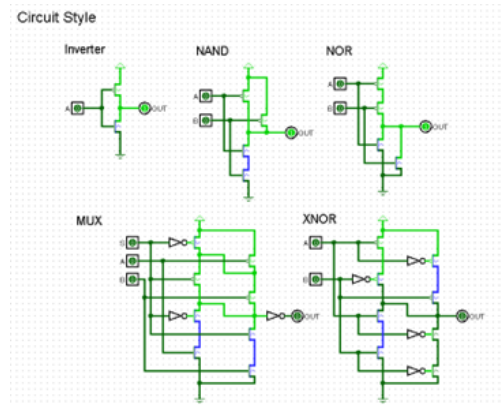 Circuit Style
Inverter
NAND
NOR
A
OUT
A
B
OUT
A
B
OUT
MUX
XNOR
S
A
B
OUT
A
B
OUT